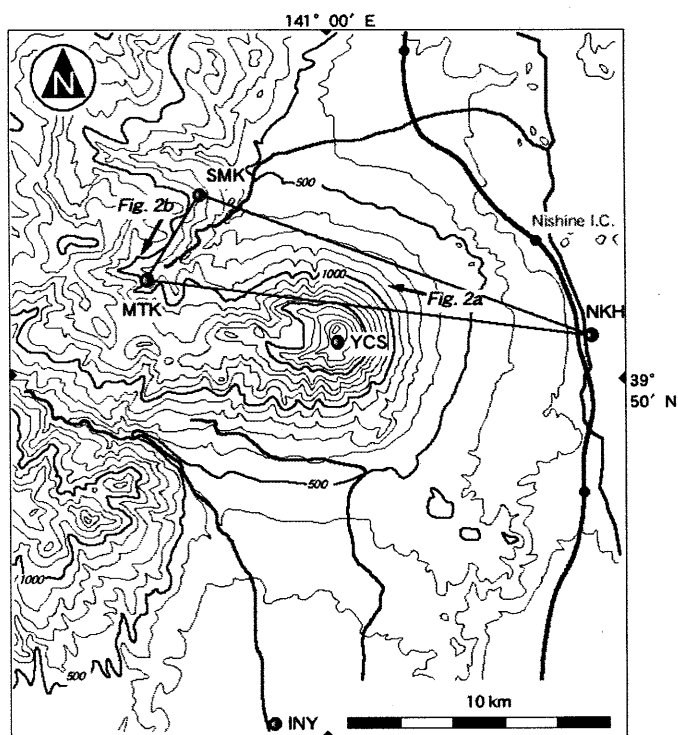 141° 00′ E
N
SMK
500
Fig. 2b
Nishine I.C.
1000
Fig. 2a
MTK
NKH
YCS
39°
50′ N
500
1000
500
10 km
INY